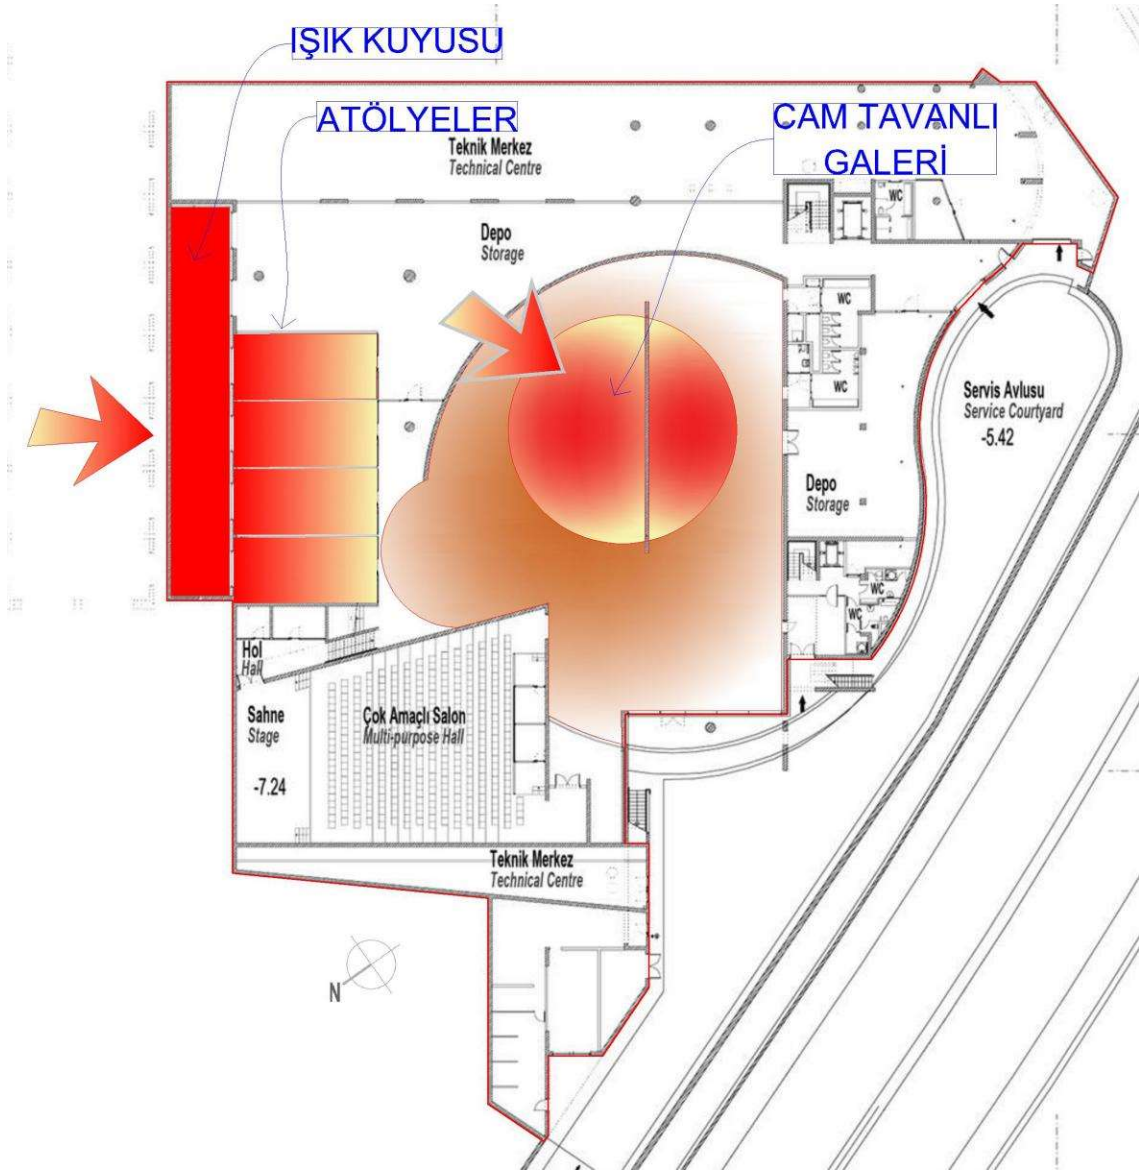 IŞIK KUYUSU
ATÖLYELER
CAM TAVANLI
GALERİ
Teknik Merkez
Technical Centre
WC
Depo
Storage
WC
WC
Servis Avlusu
Service Courtyard
-5.42
Depo
Storage
WC
WC
Hol
Hall
Sahne
Stage
-7.24
Çok Amaçlı Salon
Multi-purpose Hall
Teknik Merkez
Technical Centre
N